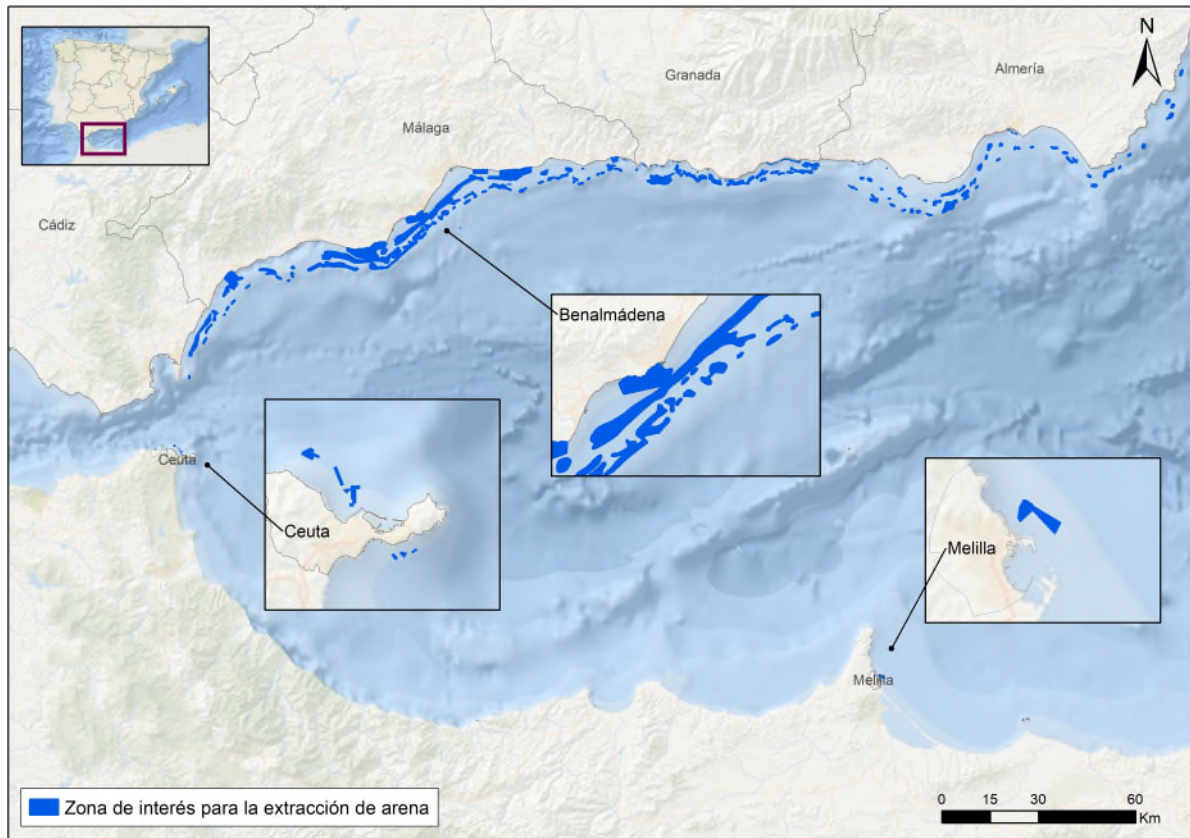 N
Granada
Almería
Málaga
Cádiz
Benalmádena
Ceuta
Ceuta
Melilla
Melilla
Zona de interés para la extracción de arena
0 15 30 60
Km